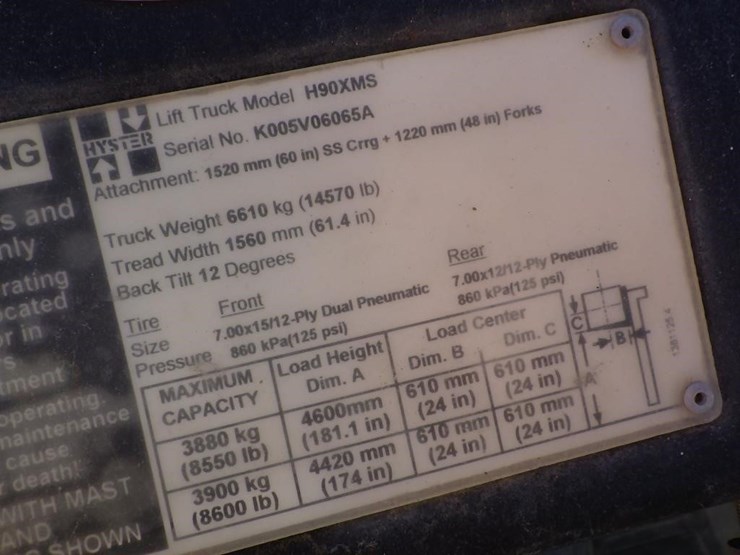 NG
s and
nly
rating
ocated
or in
s
tment
operating
maintenance
cause
death!
WITH MAST
AND
SHOWN
HYSTER
Lift Truck Model H90XMS
Serial No. K005V06065A
Attachment: 1520 mm (60 in) SS Crrg + 1220 mm (48 in) Forks
Truck Weight 6610 kg (14570 lb)
Tread Width 1560 mm (61.4 in)
Back Tilt 12 Degrees
Tire Front Rear
Size 7.00x15/12-Ply Dual Pneumatic 7.00x12/12-Ply Pneumatic
Pressure 860 kPa(125 psi) 860 kPa(125 psi)
MAXIMUM CAPACITY
Load Height Dim. A
Load Center
Dim. B Dim. C
3880 kg 4600mm 610 mm 610 mm
(8550 lb) (181.1 in) (24 in) (24 in)
3900 kg 4420 mm 610 mm 610 mm
(8600 lb) (174 in) (24 in) (24 in)
C
B
A